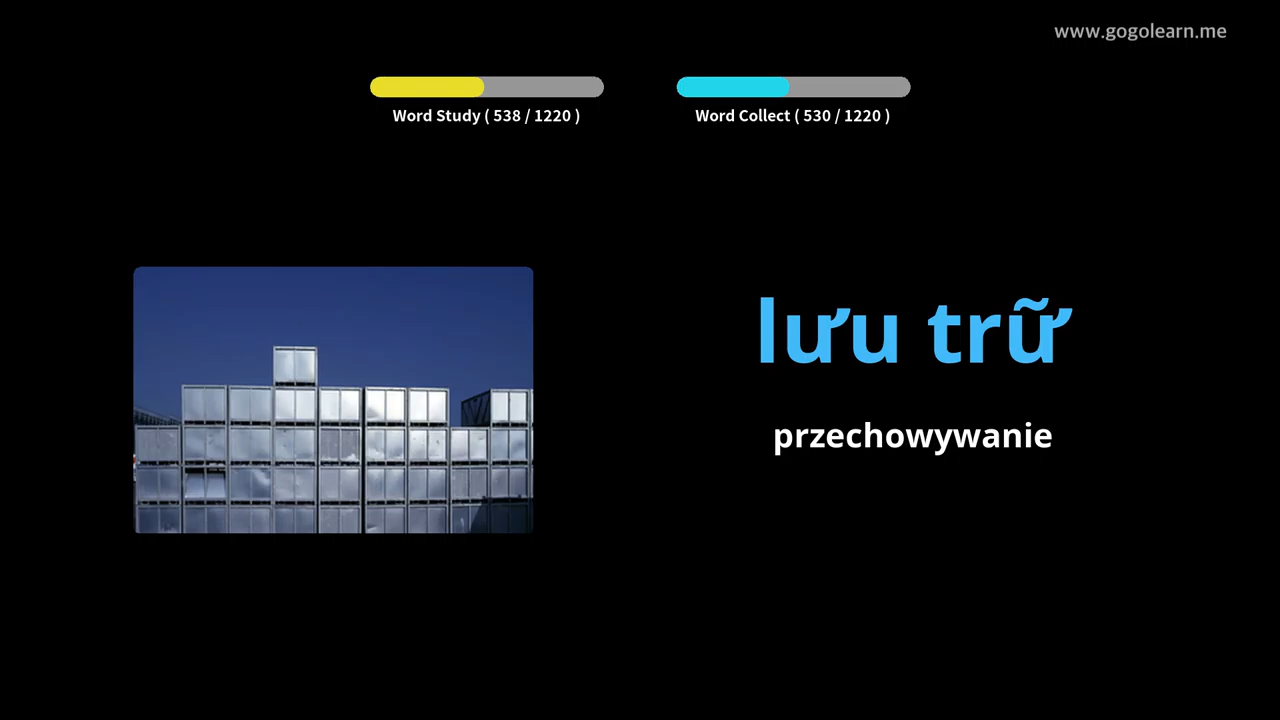 www.gogolearn.me
Word Study ( 538 / 1220 )
Word Collect ( 530 / 1220 )
lưu trữ
przechowywanie